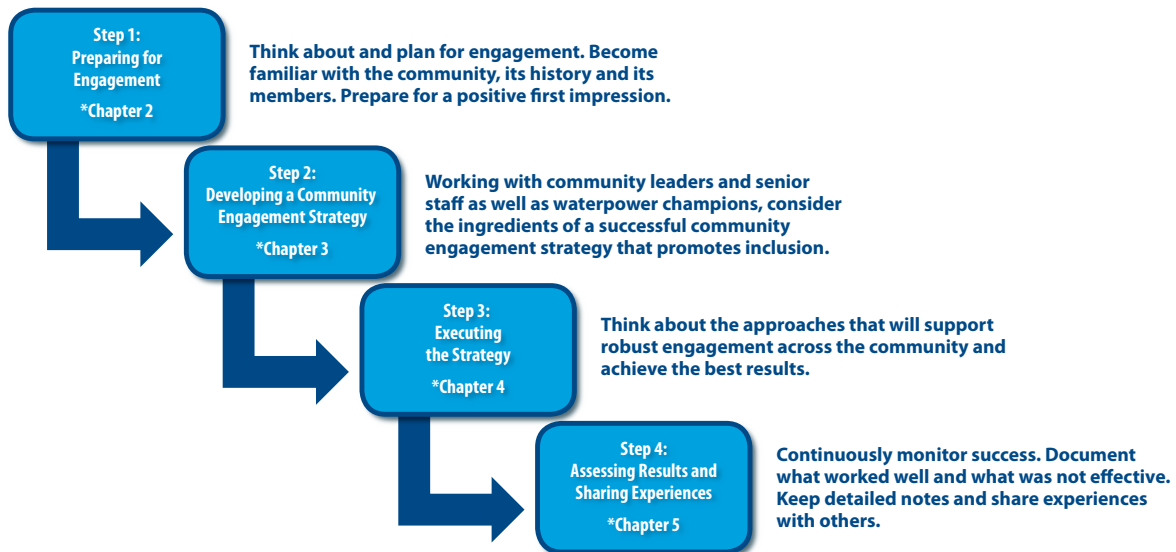 Step 1:
Preparing for
Engagement
*Chapter 2
Think about and plan for engagement. Become
familiar with the community, its history and its
members. Prepare for a positive first impression.
Step 2:
Developing a Community
Engagement Strategy
*Chapter 3
Working with community leaders and senior
staff as well as waterpower champions, consider
the ingredients of a successful community
engagement strategy that promotes inclusion.
Step 3:
Executing
the Strategy
*Chapter 4
Think about the approaches that will support
robust engagement across the community and
achieve the best results.
Step 4:
Assessing Results and
Sharing Experiences
*Chapter 5
Continuously monitor success. Document
what worked well and what was not effective.
Keep detailed notes and share experiences
with others.